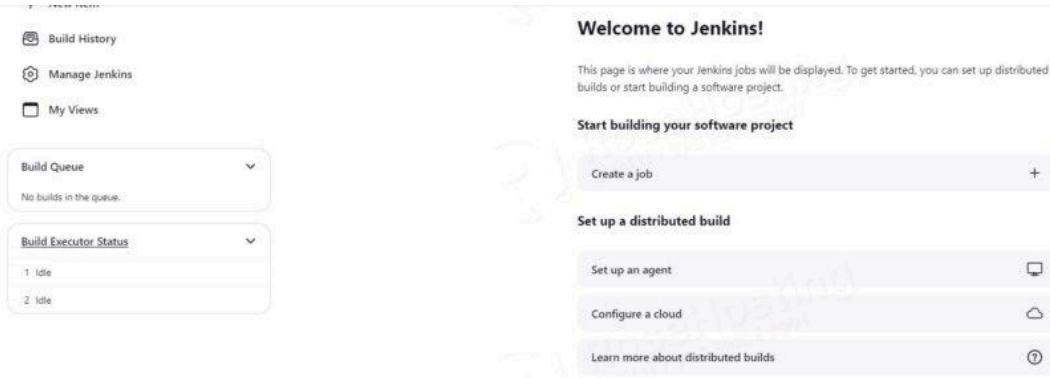 New Item
Build History
Manage Jenkins
My Views
Build Queue
No builds in the queue.
Build Executor Status
1 Idle
2 Idle
Welcome to Jenkins!
This page is where your Jenkins jobs will be displayed. To get started, you can set up distributed
builds or start building a software project.
Start building your software project
Create a job
Set up a distributed build
Set up an agent
Configure a cloud
Learn more about distributed builds